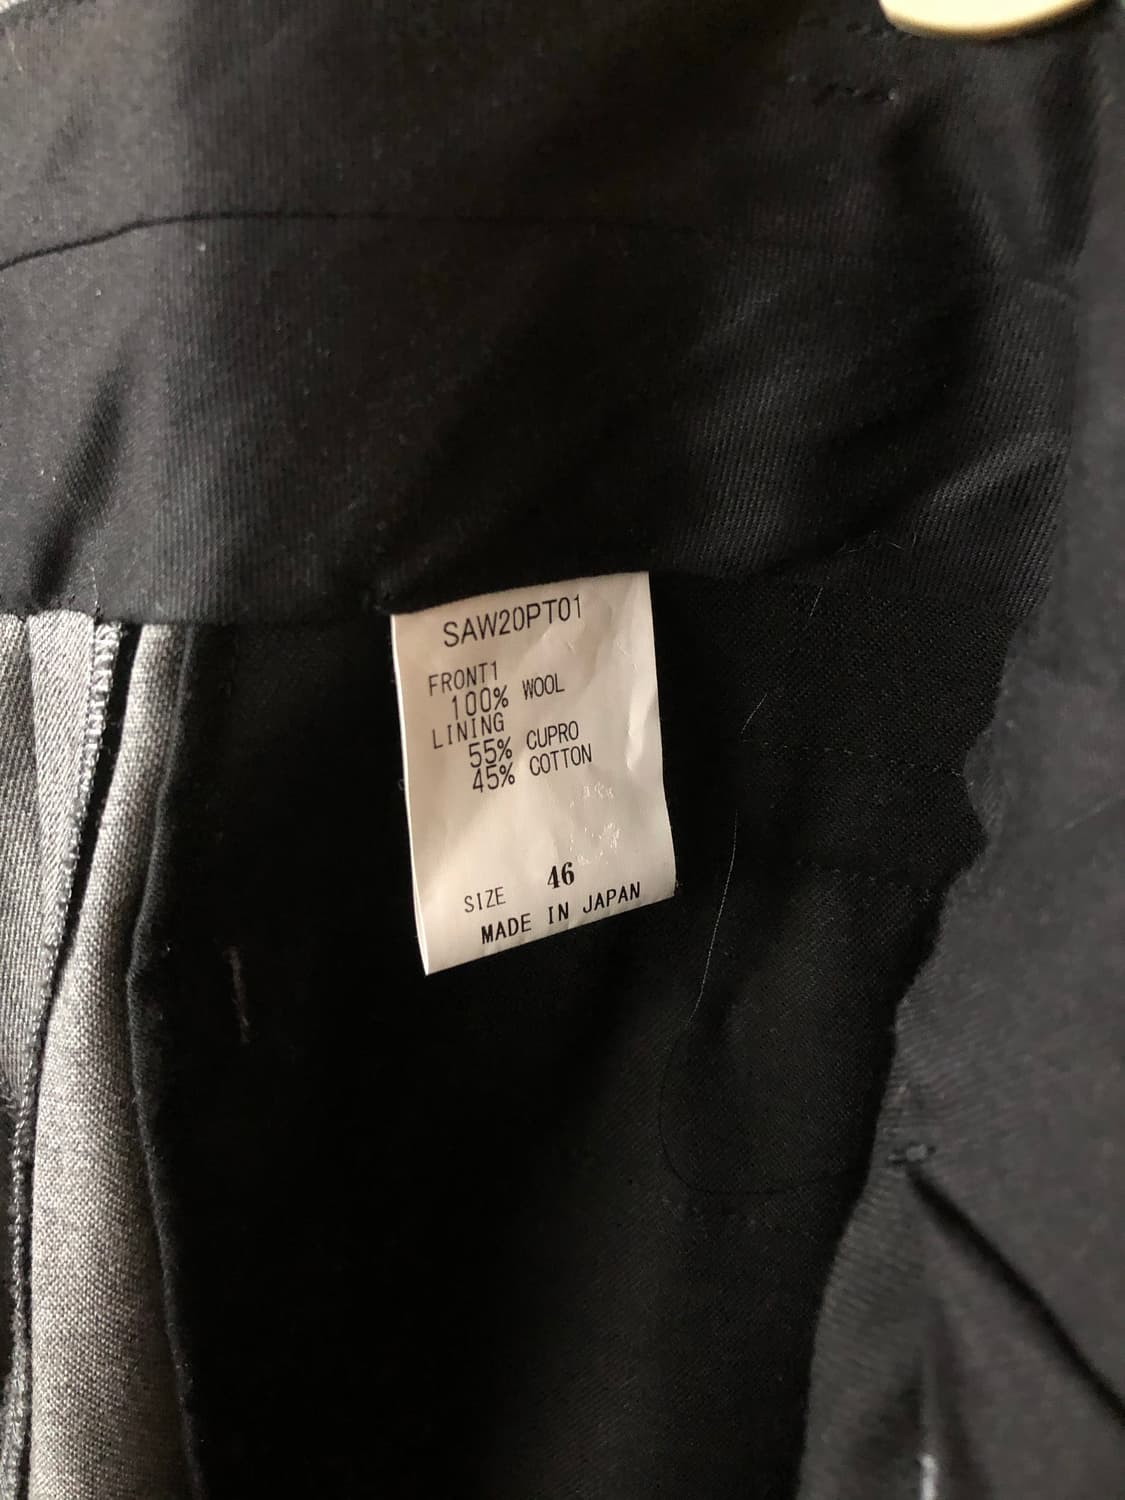 SAW20PT01
FRONT1
100% WOOL
LINING
55% CUPRO
45% COTTON
SIZE 46
MADE IN JAPAN